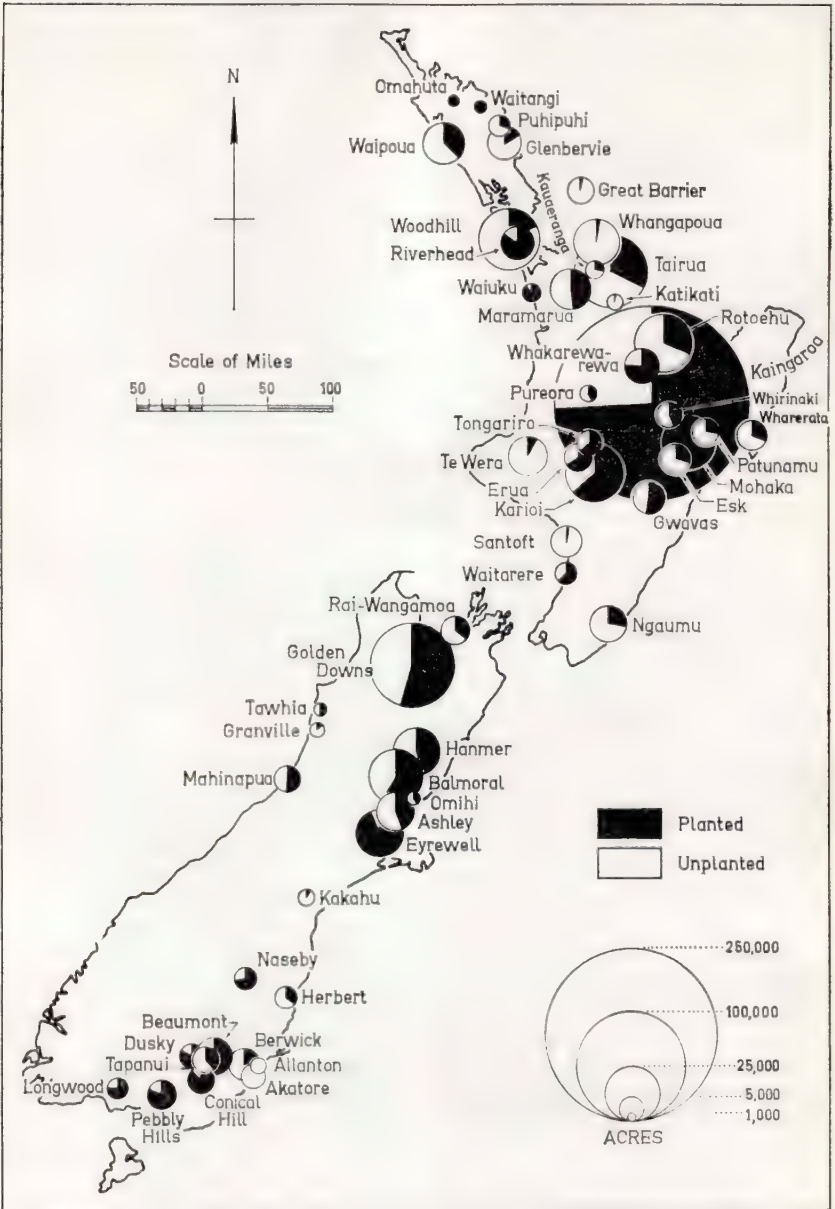 N
Omahuta
Waitangi
Puhipuhi
Waipoua
Glenbervie
Kauaeranga
Great Barrier
Woodhill
Whangapoua
Riverhead
Tairua
Waiuku
Katikati
Maramarua
Rotoehu
Scale of Miles
50 0 50 100
Whakarewa-
rewa
Kaingaroa
Pureora
Whirinaki
Wharerata
Tongariro
Te Wera
Patunamu
Erua
Mohaka
Karioi
Esk
Gwavas
Santoft
Waitarere
Rai-Wangamoa
Ngaumu
Golden
Downs
Tawhia
Granville
Hanmer
Mahinapua
Balmoral
Omihi
Ashley
Eyrewell
Planted
Unplanted
Kakahu
Naseby
Herbert
Beaumont
Dusky
Berwick
Tapanui
Allanton
Longwood
Akatore
Conical
Hill
Pebbly
Hills
250,000
100,000
25,000
5,000
1,000
ACRES